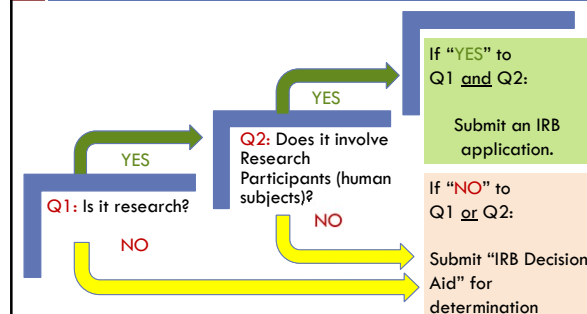 Q1: Is it research?
YES
NO
Q2: Does it involve
Research
Participants (human
subjects)?
YES
NO
If “YES” to
Q1 and Q2:
Submit an IRB
application.
If “NO” to
Q1 or Q2:
Submit “IRB Decision
Aid” for
determination